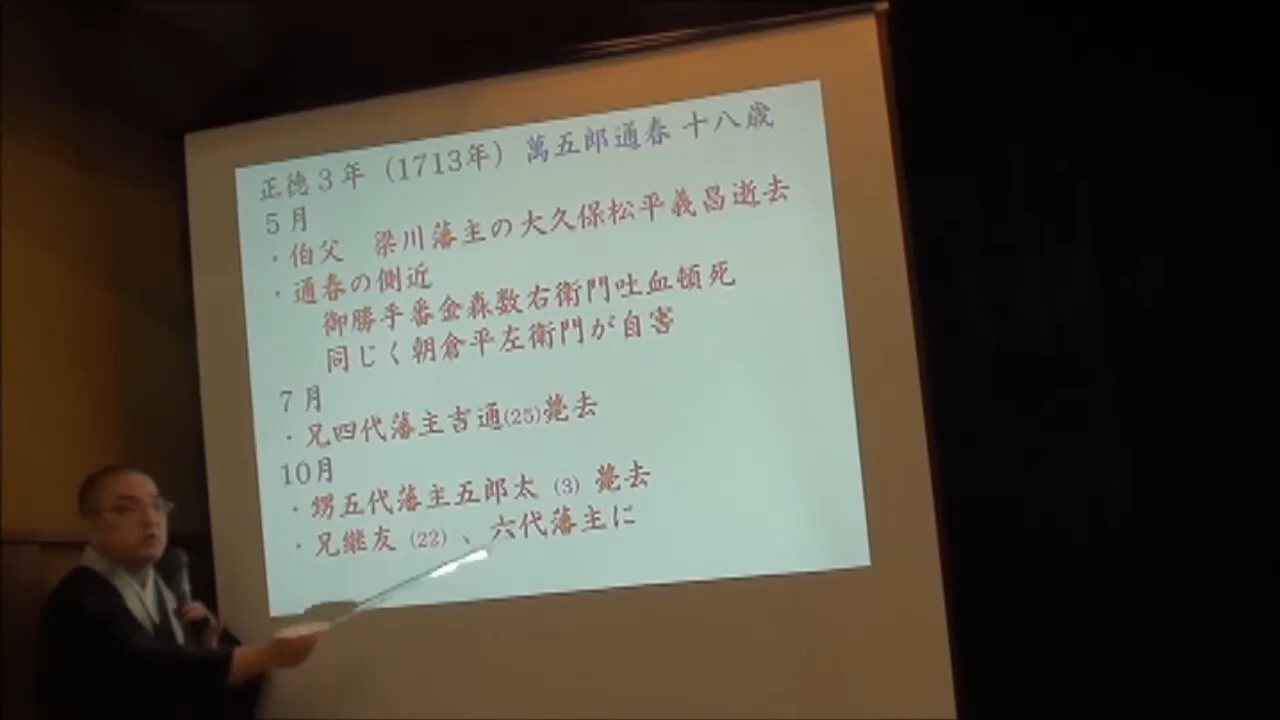 正徳3年（1713年）萬五郎通春 十八歳
5月
・伯父　梁川藩主の大久保松平義昌逝去
・通春の側近
御勝手番金森数右衛門吐血頓死
同じく朝倉平左衛門が自害
7月
・兄四代藩主吉通(25)薨去
10月
・甥五代藩主五郎太 (3) 薨去
・兄継友 (22) 、六代藩主に